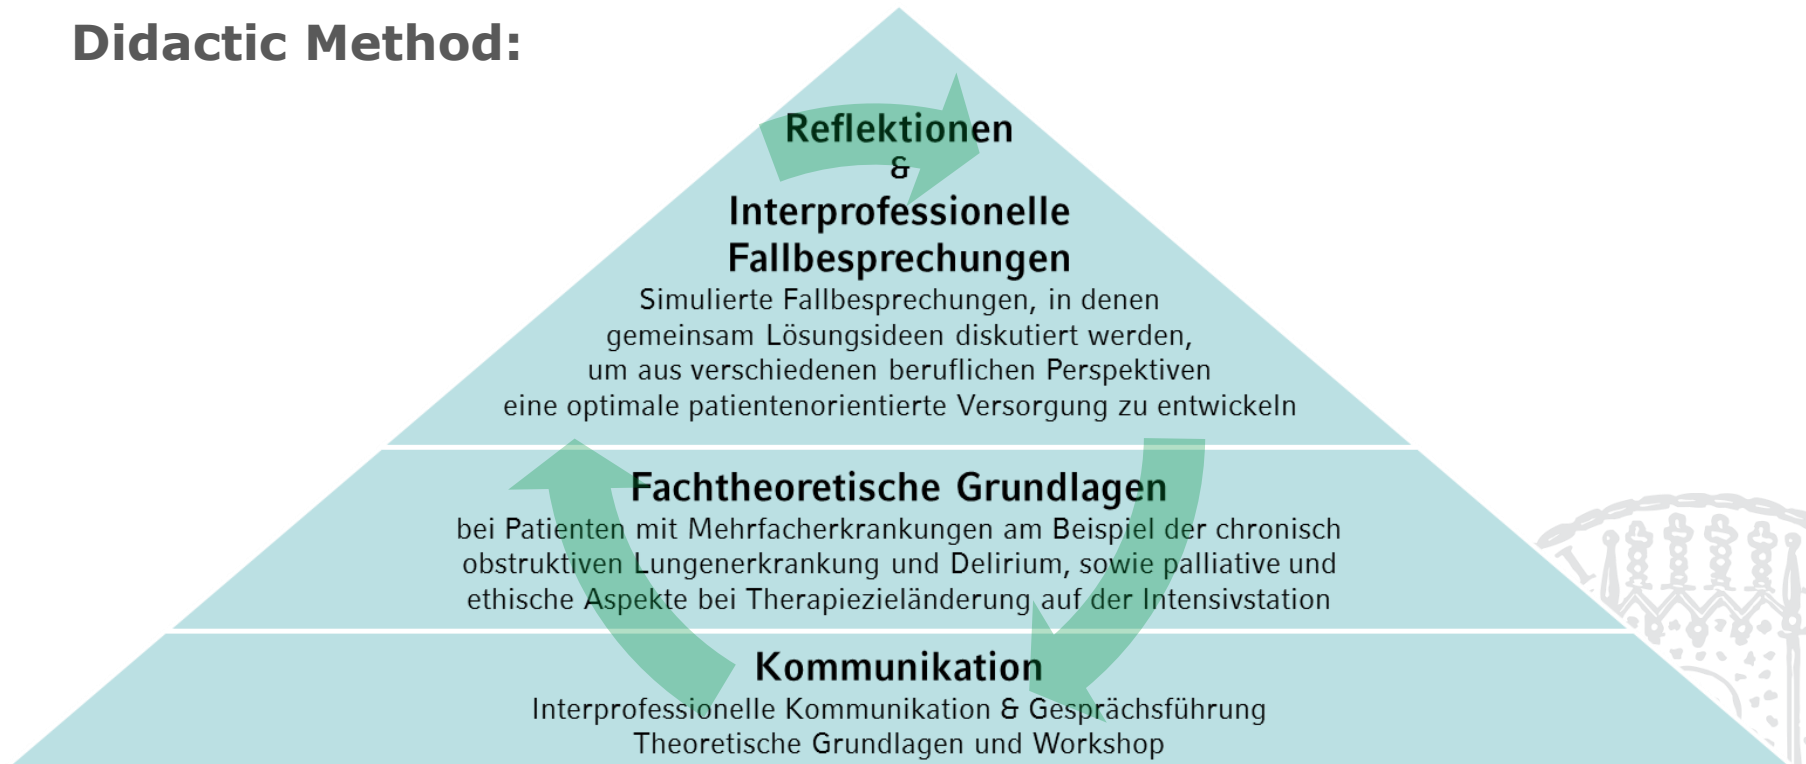 Didactic Method:
Reflektionen
&
Interprofessionelle
Fallbesprechungen
Simulierte Fallbesprechungen, in denen
gemeinsam Lösungsideen diskutiert werden,
um aus verschiedenen beruflichen Perspektiven
eine optimale patientenorientierte Versorgung zu entwickeln
Fachtheoretische Grundlagen
bei Patienten mit Mehrfacherkrankungen am Beispiel der chronisch
obstruktiven Lungenerkrankung und Delirium, sowie palliative und
ethische Aspekte bei Therapiezieländerung auf der Intensivstation
Kommunikation
Interprofessionelle Kommunikation & Gesprächsführung
Theoretische Grundlagen und Workshop